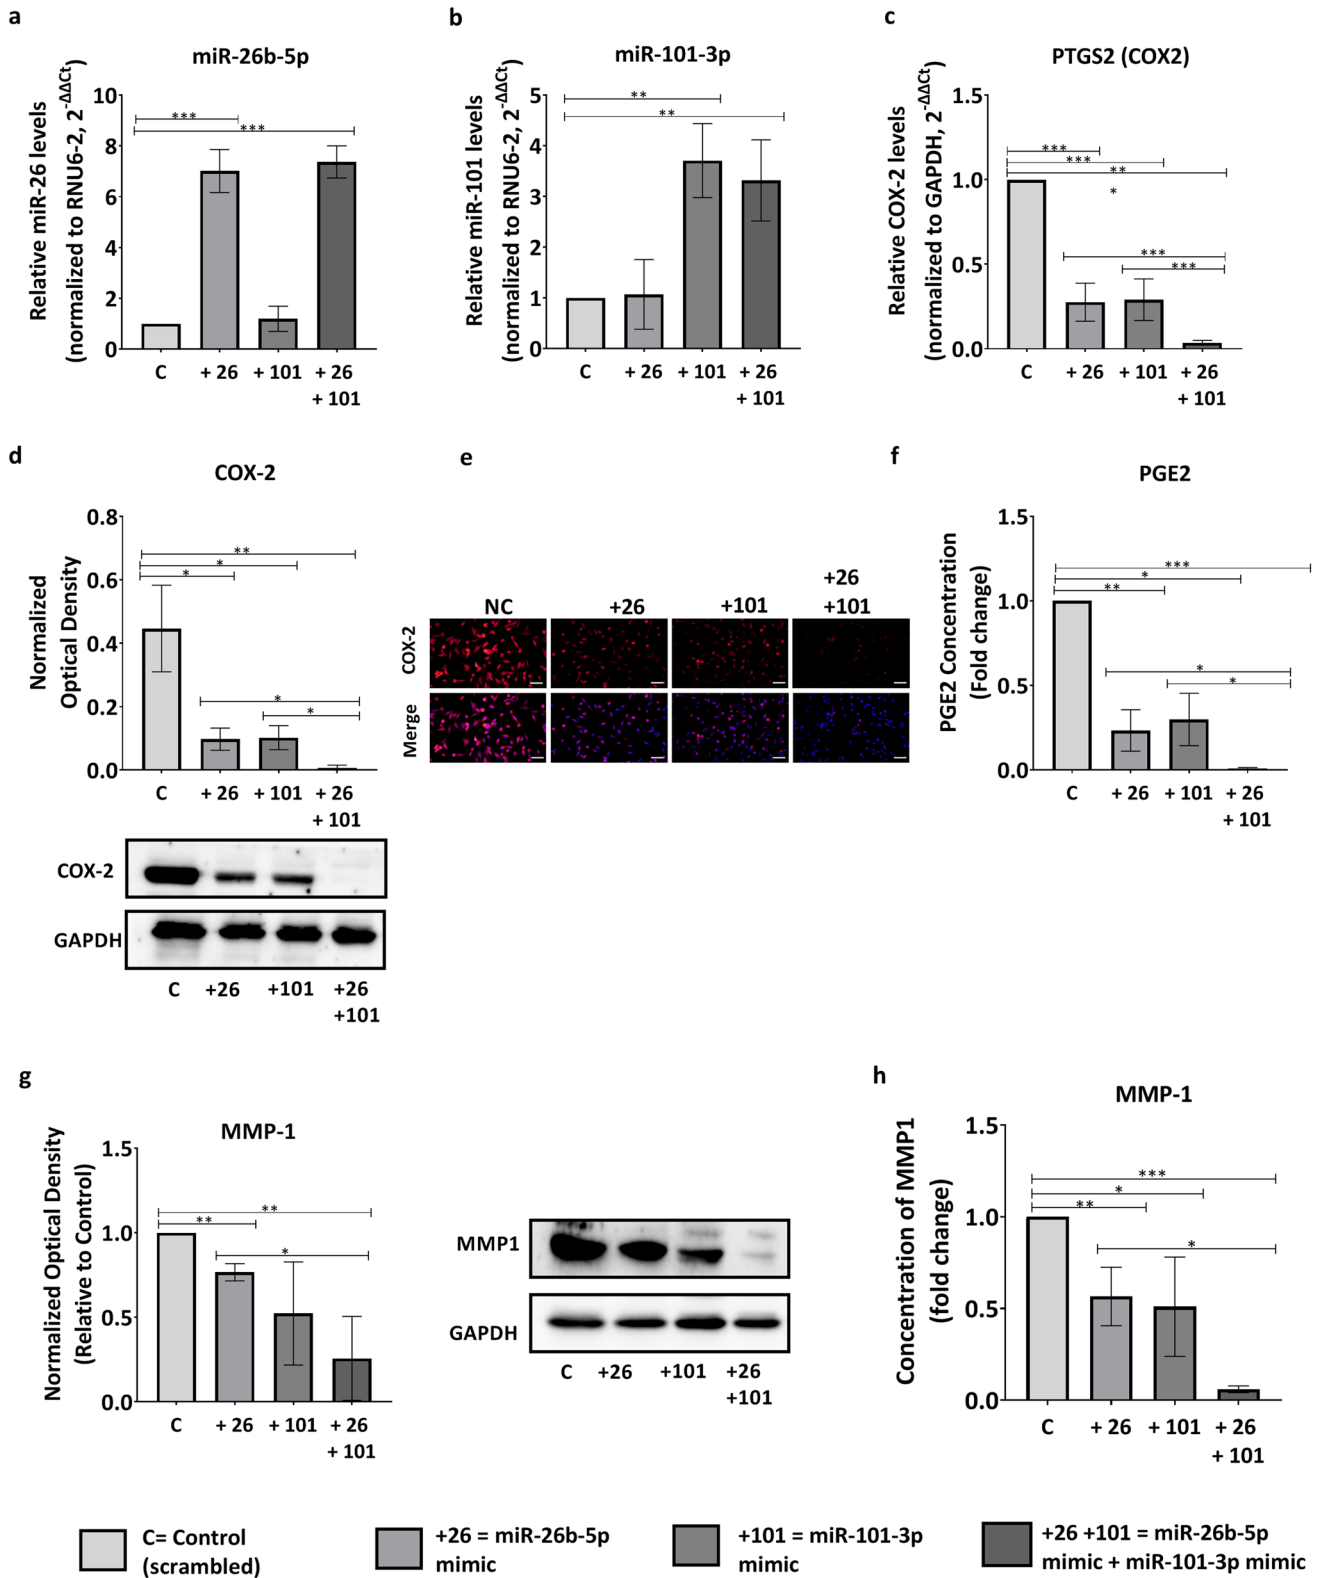 a
miR-26b-5p
Relative miR-26 levels
(normalized to RNU6-2, 2^-ΔΔCt)
10
8
6
4
2
0
***
***
C
+ 26
+ 101
+ 26
+ 101
b
miR-101-3p
Relative miR-101 levels
(normalized to RNU6-2, 2^-ΔΔCt)
5
4
3
2
1
0
**
**
C
+ 26
+ 101
+ 26
+ 101
c
PTGS2 (COX2)
Relative COX-2 levels
(normalized to GAPDH, 2^-ΔΔCt)
1.5
1.0
0.5
0.0
***
***
**
*
***
***
C
+ 26
+ 101
+ 26
+ 101
d
COX-2
Normalized
Optical Density
0.8
0.6
0.4
0.2
0.0
**
*
*
*
*
C
+ 26
+ 101
+ 26
+ 101
COX-2
GAPDH
C
+26
+101
+26
+101
e
NC
+26
+101
+26
+101
COX-2
Merge
f
PGE2
PGE2 Concentration
(Fold change)
1.5
1.0
0.5
0.0
***
*
**
*
*
C
+ 26
+ 101
+ 26
+ 101
g
MMP-1
Normalized Optical Density
(Relative to Control)
1.5
1.0
0.5
0.0
**
**
*
C
+ 26
+ 101
+ 26
+ 101
MMP1
GAPDH
C
+26
+101
+26
+101
h
MMP-1
Concentration of MMP1
(fold change)
1.5
1.0
0.5
0.0
***
*
**
*
C
+ 26
+ 101
+ 26
+ 101
C= Control
(scrambled)
+26 = miR-26b-5p
mimic
+101 = miR-101-3p
mimic
+26 +101 = miR-26b-5p
mimic + miR-101-3p mimic